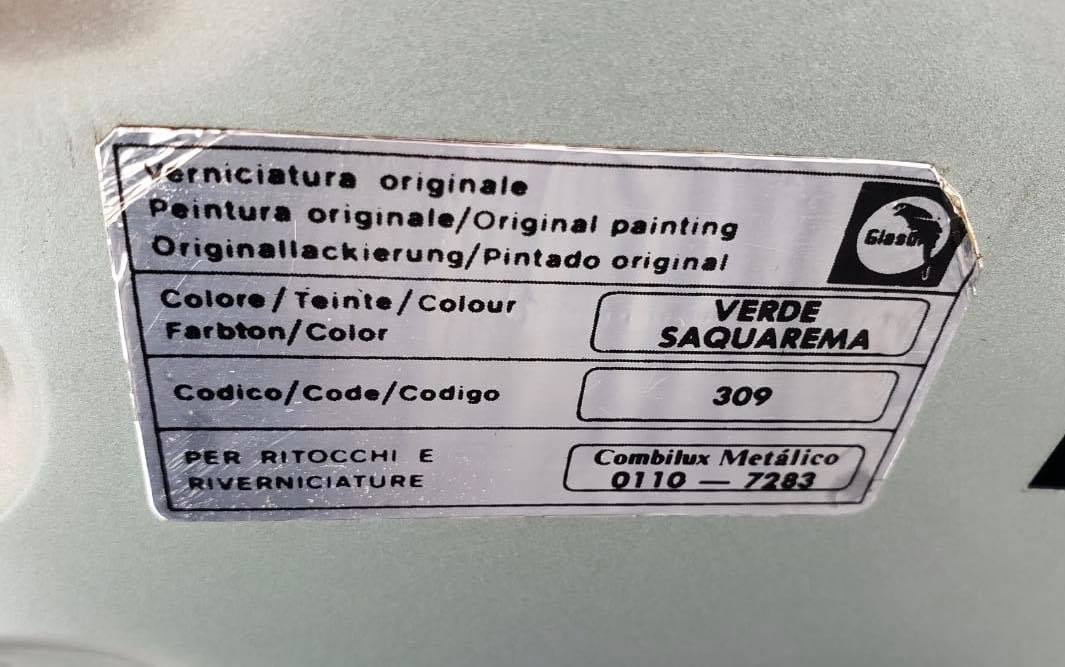 Verniciatura originale
Peintura originale/Original painting
Originallackierung/Pintado original
Glasu
Colore/Teinte/Colour
Farbton/Color
VERDE
SAQUAREMA
Codico/Code/Codigo
309
PER RITOCCHI E
RIVERNICIATURE
Combilux Metálico
0110 — 7283